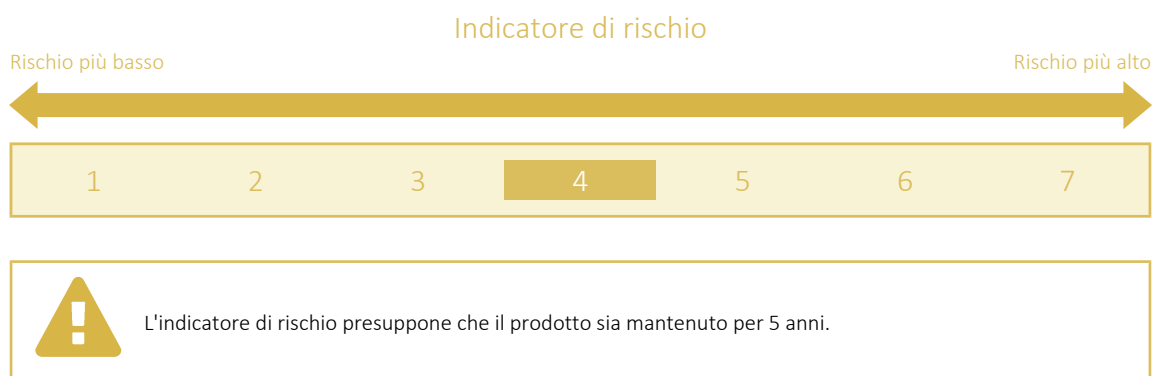 Indicatore di rischio
Rischio più basso Rischio più alto
1 2 3 4 5 6 7
L'indicatore di rischio presuppone che il prodotto sia mantenuto per 5 anni.